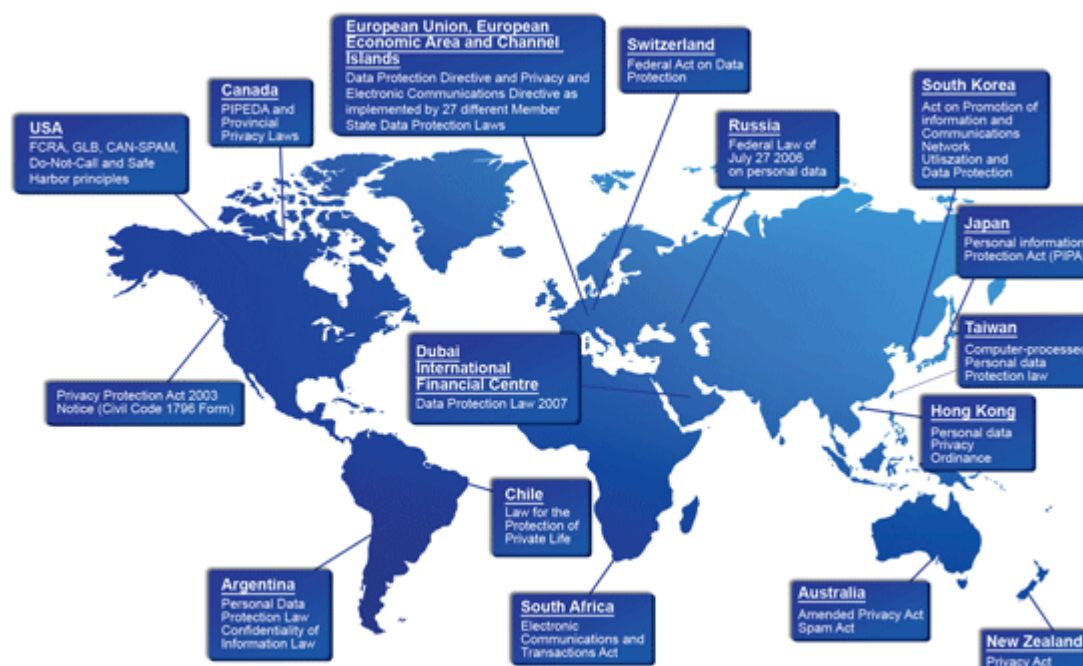 European Union, European
Economic Area and Channel
Islands
Data Protection Directive and Privacy and
Electronic Communications Directive as
implemented by 27 different Member
State Data Protection Laws
Switzerland
Federal Act on Data
Protection
Canada
PIPEDA and
Provincial
Privacy Laws
USA
FCRA, GLB, CAN-SPAM,
Do-Not-Call and Safe
Harbor principles
Russia
Federal Law of
July 27 2006
on personal data
South Korea
Act on Promotion of
information and
Communications
Network
Utliszation and
Data Protection
Japan
Personal information
Protection Act (PIPA
Taiwan
Computer-processed
Personal data
Protection law
Dubai
International
Financial Centre
Data Protection Law 2007
Privacy Protection Act 2003
Notice (Civil Code 1796 Form)
Hong Kong
Personal data
Privacy
Ordinance
Chile
Law for the
Protection of
Private Life
Argentina
Personal Data
Protection Law
Confidentiality of
Information Law
South Africa
Electronic
Communications and
Transactions Act
Australia
Amended Privacy Act
Spam Act
New Zealand
Privacy Act